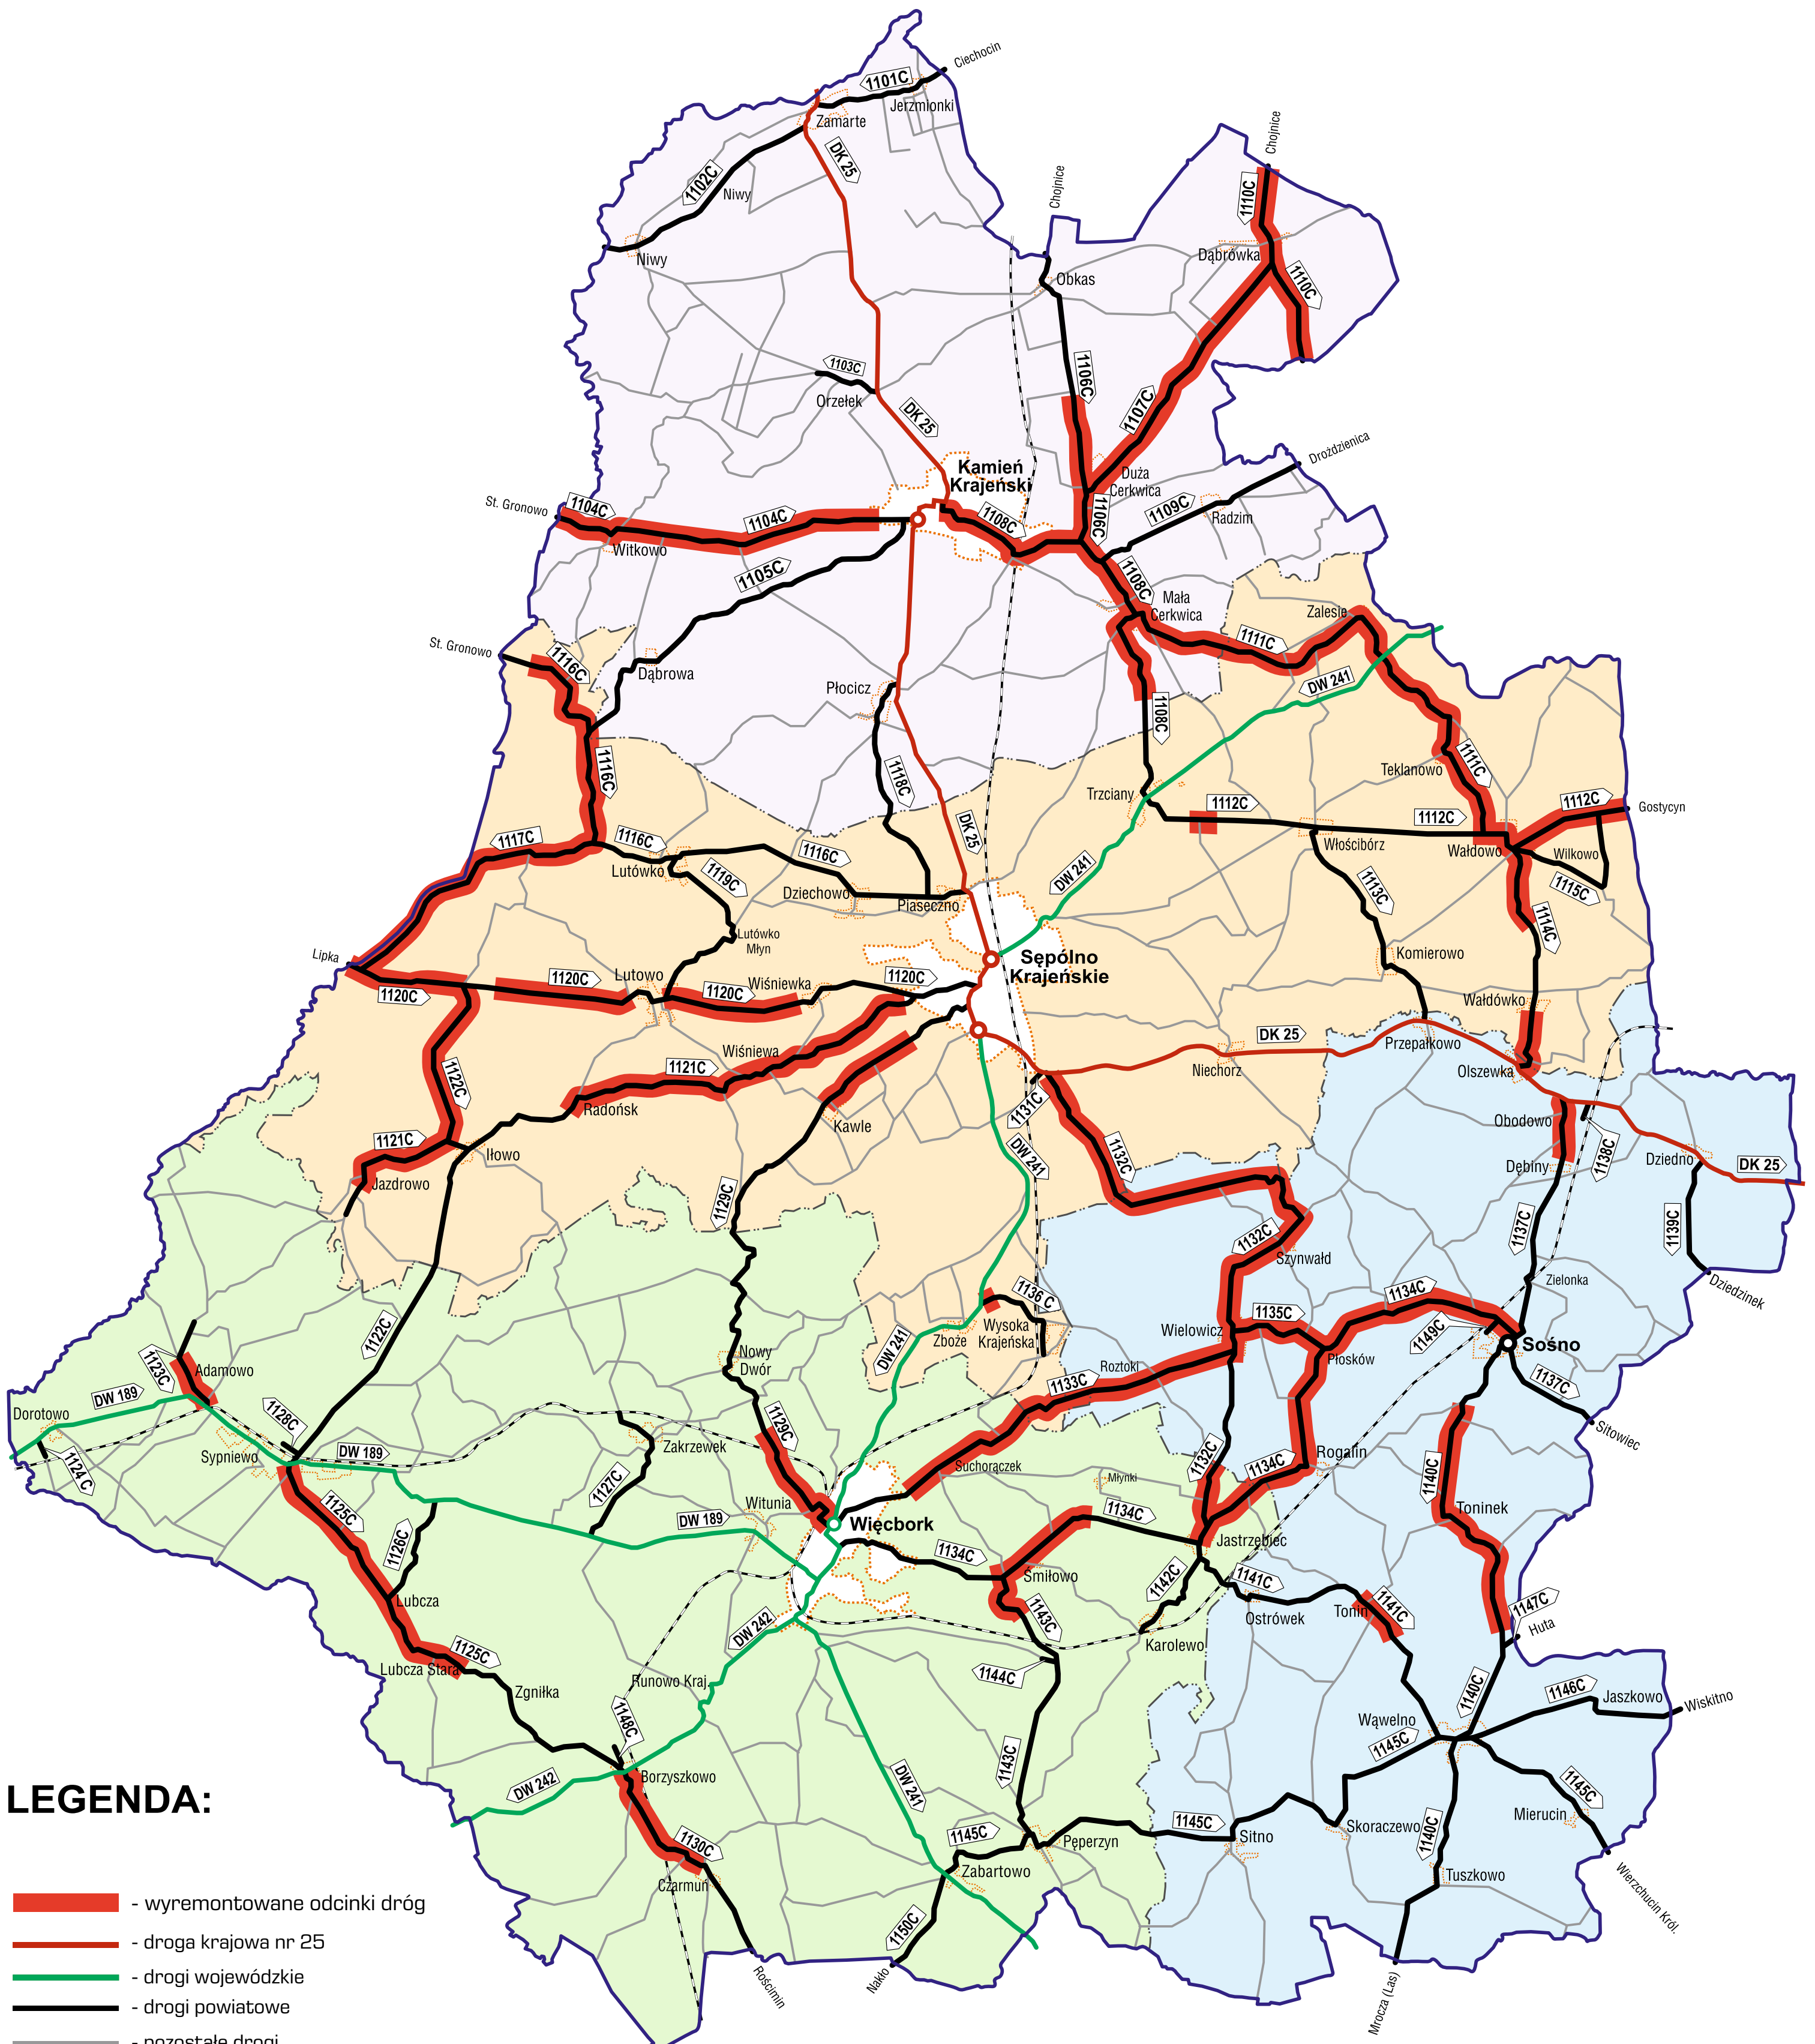 Ciechocin
1101C
Jerzmionki
Zamarte
DK 25
1102C
Niwy
Niwy
Chojnice
Chojnice
1110C
Dąbrówka
1110C
Obkas
1103C
Orzełek
DK 25
1106C
1107C
Kamień
Krajeński
Duża
Cerkwica
Drożdzienica
St. Gronowo
1104C
1104C
1108C
1106C
1109C
Radzim
Witkowo
1105C
1108C
Mała
Cerkwica
Zalesie
St. Gronowo
1116C
Dąbrowa
1111C
DW 241
Płocicz
1108C
1116C
1118C
Teklanowo
1111C
Trzciany
1112C
1112C
1112C
Gostycyn
DK 25
1117C
1116C
1116C
Włościbórz
Wałdowo
Wilkowo
Lutówko
1119C
Dziechowo
Piaseczno
DW 241
1113C
1115C
1114C
Lutówko
Młyn
Lipka
Sępólno
Krajeńskie
Komierowo
1120C
1120C
Lutowo
1120C
Wiśniewka
1120C
Wałdówko
Wiśniewa
DK 25
Przepałkowo
Niechorz
Olszewka
1122C
1121C
Radońsk
Kawle
1131C
Obodowo
1138C
1121C
Iłowo
DW 241
1132C
Dębiny
Dziedno
DK 25
Jazdrowo
1129C
1137C
1139C
1132C
Szynwałd
Zielonka
Dziedzinek
1136 C
Wysoka
Krajeńska
Zboże
1134C
1135C
Wielowicz
1149C
Sośno
1122C
DW 241
Nowy
Dwór
Płosków
Roztoki
1133C
1137C
Sitowiec
1123C
Adamowo
DW 189
Dorotowo
1124 C
Sypniewo
1128C
DW 189
Zakrzewek
1129C
Suchorączek
Młynki
1132C
1134C
Rogalin
1140C
1127C
1125C
1126C
DW 189
Witunia
Więcbork
1134C
Toninek
1134C
Jastrzębiec
Śmiłowo
1142C
1141C
Ostrówek
Tonin
1141C
1147C
Huta
Lubcza
1143C
DW 242
Karolewo
1125C
Lubcza Stara
Zgniłka
Runowo Kraj.
1144C
1148C
1140C
1146C
Jaszkowo
Wiskitno
Wąwelno
1145C
Borzyszkowo
DW 242
1143C
DW 241
1145C
Mierucin
1145C
1145C
Pęperzyn
Sitno
Skoraczewo
1140C
1130C
Czarmuń
Zabartowo
Tuszkowo
Wierzchucin Król.
1150C
Rościmin
Nakło
Mrocza (Las)
LEGENDA:
- wyremontowane odcinki dróg
- droga krajowa nr 25
- drogi wojewódzkie
- drogi powiatowe
- pozostałe drogi